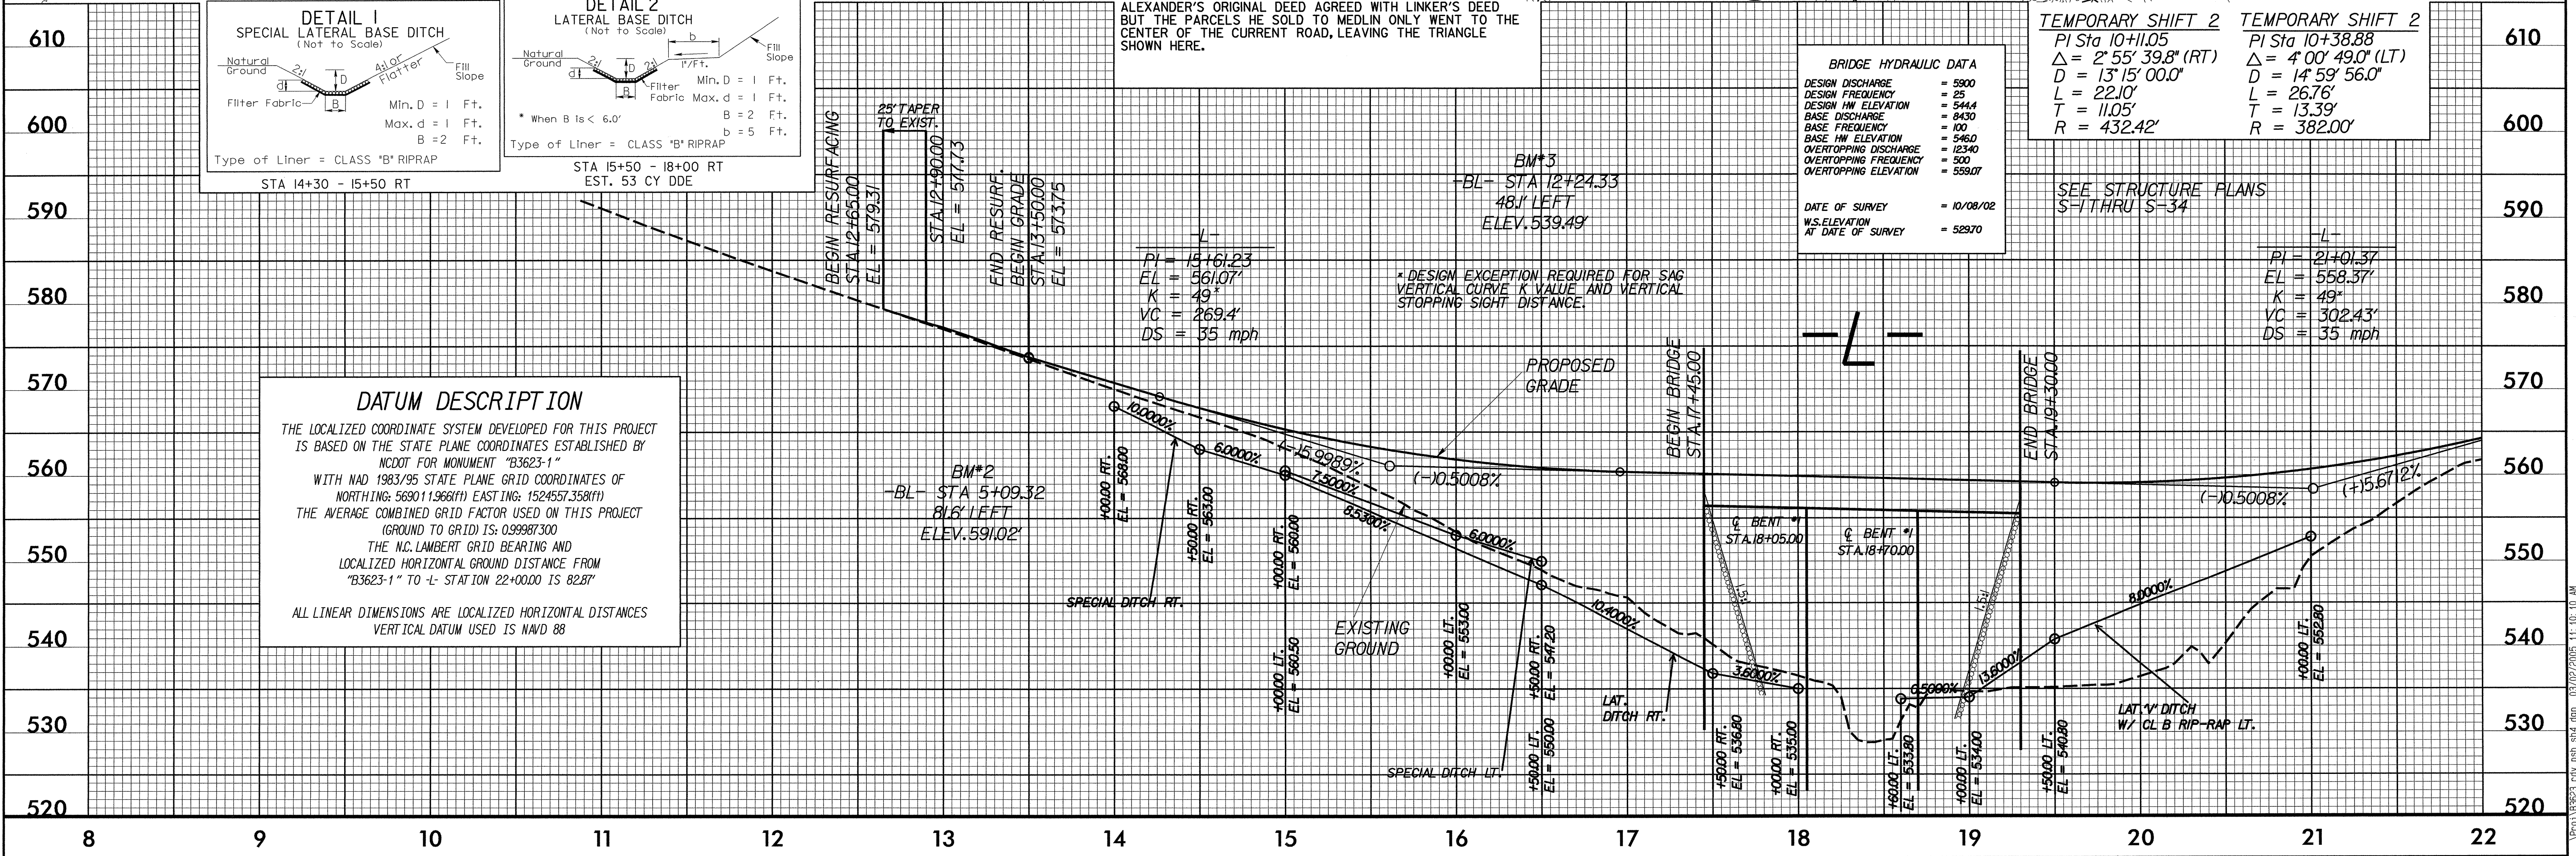 DETAIL 1
SPECIAL LATERAL BASE DITCH
(Not to Scale)
Natural
Ground
2:1
D
d
4:1 or
Flatter
Fill
Slope
Filter Fabric
B
Min. D = 1 Ft.
Max. d = 1 Ft.
B = 2 Ft.
Type of Liner = CLASS "B" RIPRAP
STA 14+30 - 15+50 RT
DETAIL 2
LATERAL BASE DITCH
(Not to Scale)
b
Natural
Ground
2:1
D
2:1
d
1"/Ft.
Fill
Slope
Filter
Fabric
B
Min. D = 1 Ft.
Max. d = 1 Ft.
B = 2 Ft.
b = 5 Ft.
* When B is < 6.0'
Type of Liner = CLASS "B" RIPRAP
STA 15+50 - 18+00 RT
EST. 53 CY DDE
ALEXANDER'S ORIGINAL DEED AGREED WITH LINKER'S DEED
BUT THE PARCELS HE SOLD TO MEDLIN ONLY WENT TO THE
CENTER OF THE CURRENT ROAD, LEAVING THE TRIANGLE
SHOWN HERE.
BRIDGE HYDRAULIC DATA
DESIGN DISCHARGE = 5900
DESIGN FREQUENCY = 25
DESIGN HW ELEVATION = 544.4
BASE DISCHARGE = 8430
BASE FREQUENCY = 100
BASE HW ELEVATION = 546.0
OVERTOPPING DISCHARGE = 12340
OVERTOPPING FREQUENCY = 500
OVERTOPPING ELEVATION = 559.07
DATE OF SURVEY = 10/08/02
W.S. ELEVATION
AT DATE OF SURVEY = 529.70
TEMPORARY SHIFT 2
PI Sta 10+11.05
Δ = 2° 55' 39.8" (RT)
D = 13° 15' 00.0"
L = 22.10'
T = 11.05'
R = 432.42'
TEMPORARY SHIFT 2
PI Sta 10+38.88
Δ = 4° 00' 49.0" (LT)
D = 14° 59' 56.0"
L = 26.76'
T = 13.39'
R = 382.00'
SEE STRUCTURE PLANS
S-1 THRU S-34
610
600
590
580
570
560
550
540
530
520
610
600
590
580
570
560
550
540
530
520
25' TAPER
TO EXIST.
BEGIN RESURFACING
STA.12+65.00
EL = 579.31
STA.12+90.00
EL = 577.73
END RESURF.
BEGIN GRADE
STA.13+50.00
EL = 573.75
-L-
PI = 15+61.23
EL = 561.07'
K = 49*
VC = 269.4'
DS = 35 mph
BM#3
-BL- STA 12+24.33
48.1' LEFT
ELEV. 539.49'
* DESIGN EXCEPTION REQUIRED FOR SAG
VERTICAL CURVE K VALUE AND VERTICAL
STOPPING SIGHT DISTANCE.
-L-
-L-
PI = 21+01.37
EL = 558.37'
K = 49*
VC = 302.43'
DS = 35 mph
DATUM DESCRIPTION
THE LOCALIZED COORDINATE SYSTEM DEVELOPED FOR THIS PROJECT
IS BASED ON THE STATE PLANE COORDINATES ESTABLISHED BY
NCDOT FOR MONUMENT "B3623-1"
WITH NAD 1983/95 STATE PLANE GRID COORDINATES OF
NORTHING: 569011.966(ft) EASTING: 1524557.358(ft)
THE AVERAGE COMBINED GRID FACTOR USED ON THIS PROJECT
(GROUND TO GRID) IS: 0.99987300
THE N.C. LAMBERT GRID BEARING AND
LOCALIZED HORIZONTAL GROUND DISTANCE FROM
"B3623-1" TO -L- STATION 22+00.00 IS 82.87'
ALL LINEAR DIMENSIONS ARE LOCALIZED HORIZONTAL DISTANCES
VERTICAL DATUM USED IS NAVD 88
BM#2
-BL- STA 5+09.32
81.6' LEFT
ELEV. 591.02'
PROPOSED
GRADE
BEGIN BRIDGE
STA.17+45.00
END BRIDGE
STA.19+30.00
10.0000%
6.0000%
(-)5.9989%
7.5000%
8.5300%
6.0000%
(-)0.5008%
10.4000%
3.6000%
0.5000%
13.6000%
8.0000%
(-)0.5008%
(+)5.6712%
℄ BENT #1
STA.18+05.00
℄ BENT #1
STA.18+70.00
1.5:1
1.5:1
+00.00 RT.
EL = 568.00
+50.00 RT.
EL = 563.00
+00.00 RT.
EL = 560.00
+00.00 LT.
EL = 560.50
+00.00 LT.
EL = 553.00
+50.00 RT.
EL = 547.20
+50.00 LT.
EL = 550.00
+50.00 RT.
EL = 536.80
+00.00 RT.
EL = 535.00
+60.00 LT.
EL = 533.80
+00.00 LT.
EL = 534.00
+50.00 LT.
EL = 540.80
+00.00 LT.
EL = 552.80
SPECIAL DITCH RT.
EXISTING
GROUND
SPECIAL DITCH LT.
LAT.
DITCH RT.
LAT. 'V' DITCH
W/ CL B RIP-RAP LT.
8 9 10 11 12 13 14 15 16 17 18 19 20 21 22
03/02/2005 11:10:10 AM